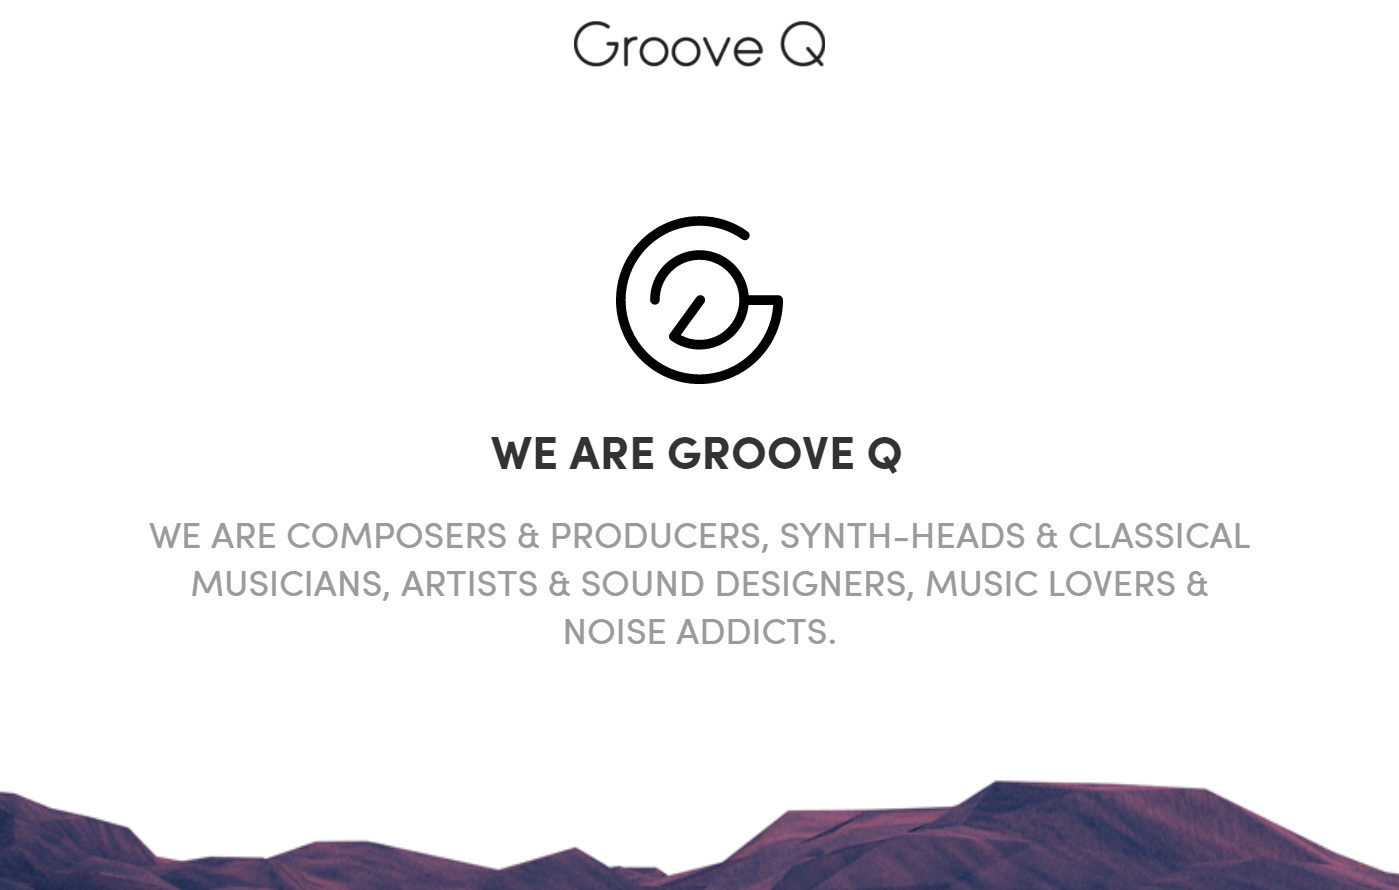 Groove Q
WE ARE GROOVE Q
WE ARE COMPOSERS & PRODUCERS, SYNTH-HEADS & CLASSICAL
MUSICIANS, ARTISTS & SOUND DESIGNERS, MUSIC LOVERS &
NOISE ADDICTS.